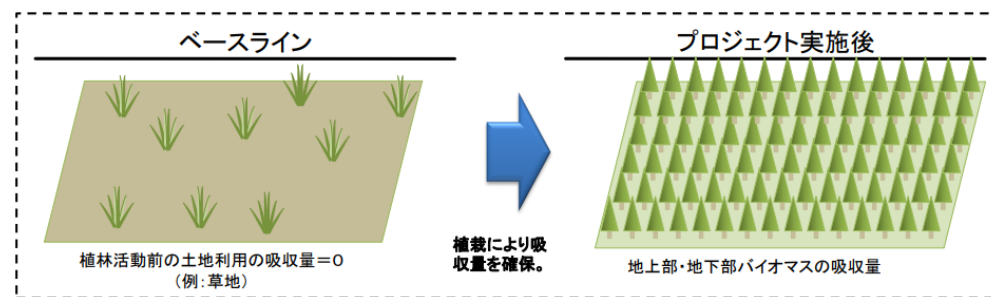 ベースライン
プロジェクト実施後
植栽により吸
収量を確保。
植林活動前の土地利用の吸収量=0
(例:草地)
地上部・地下部バイオマスの吸収量